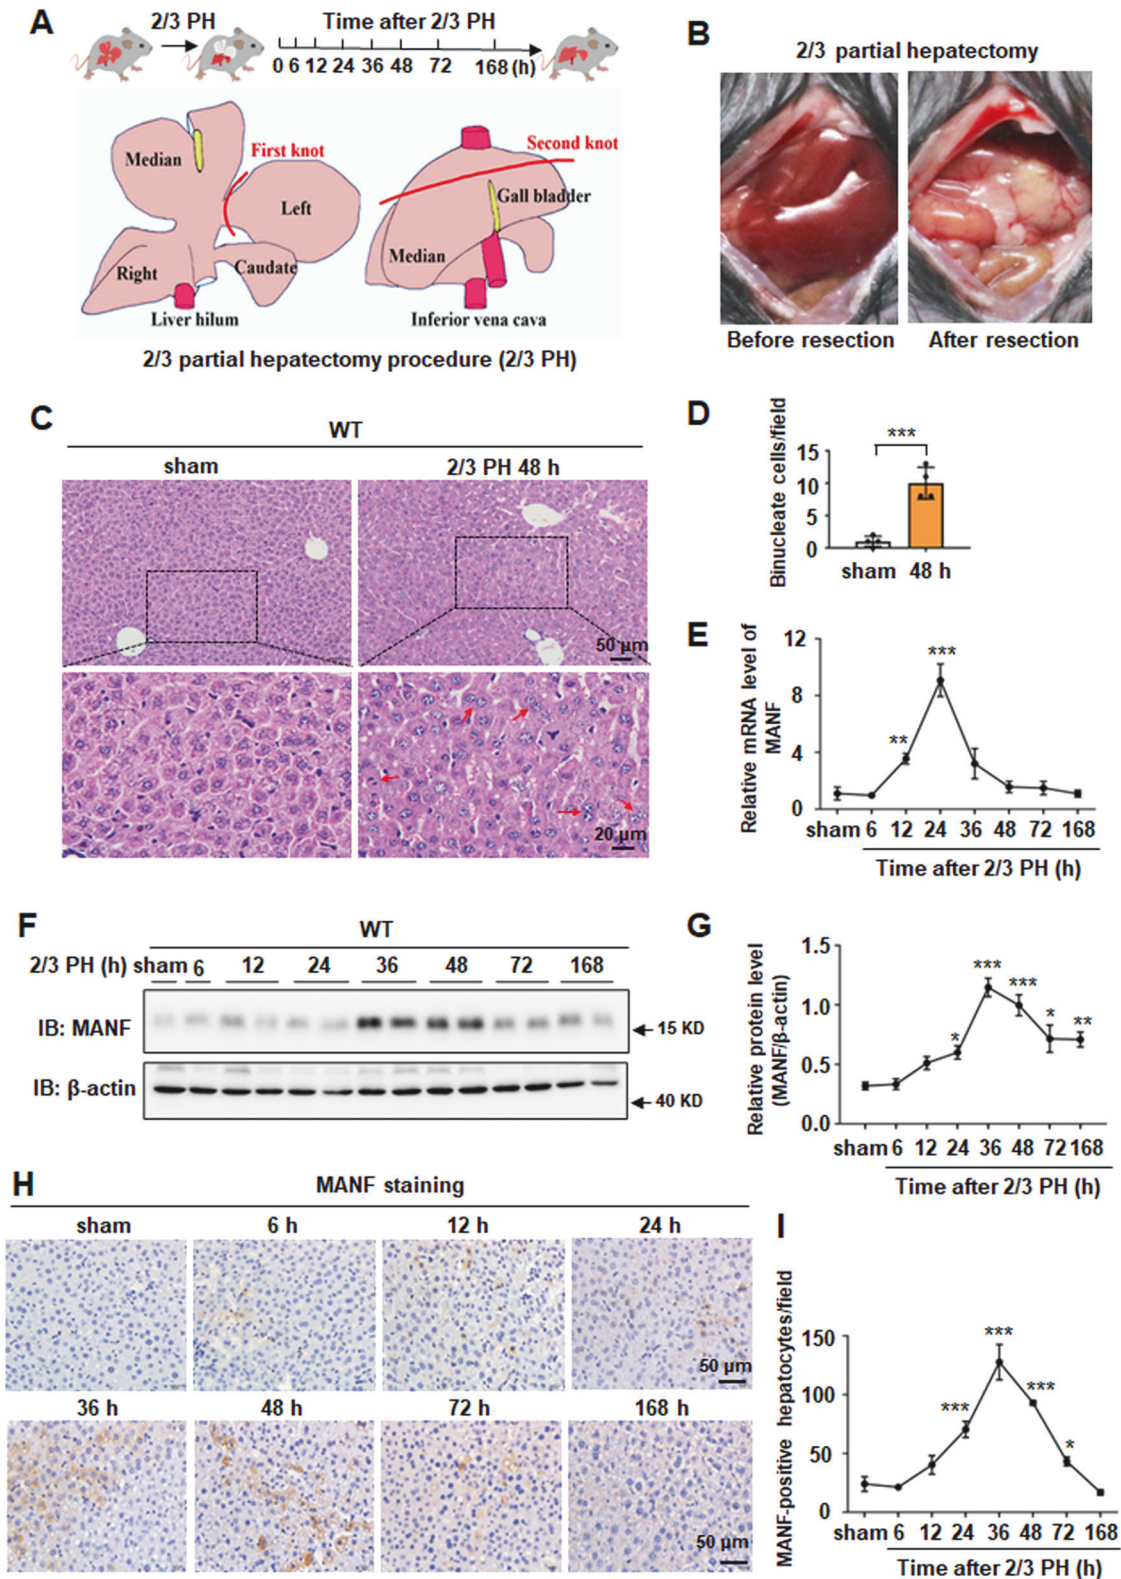 A
2/3 PH
Time after 2/3 PH
0 6 12 24 36 48 72 168 (h)
Median
First knot
Left
Right
Caudate
Liver hilum
Second knot
Gall bladder
Median
Inferior vena cava
2/3 partial hepatectomy procedure (2/3 PH)
B
2/3 partial hepatectomy
Before resection
After resection
C
WT
sham
2/3 PH 48 h
50 µm
20 µm
D
Binucleate cells/field
15
10
5
0
***
sham 48 h
E
Relative mRNA level of
MANF
12
8
4
0
**
***
sham 6 12 24 36 48 72 168
Time after 2/3 PH (h)
F
WT
2/3 PH (h) sham 6 12 24 36 48 72 168
IB: MANF
15 KD
IB: β-actin
40 KD
G
Relative protein level
(MANF/β-actin)
1.5
1.0
0.5
0.0
*
***
***
*
**
sham 6 12 24 36 48 72 168
Time after 2/3 PH (h)
H
MANF staining
sham
6 h
12 h
24 h
50 µm
36 h
48 h
72 h
168 h
50 µm
I
MANF-positive hepatocytes/field
150
100
50
0
***
***
***
*
sham 6 12 24 36 48 72 168
Time after 2/3 PH (h)